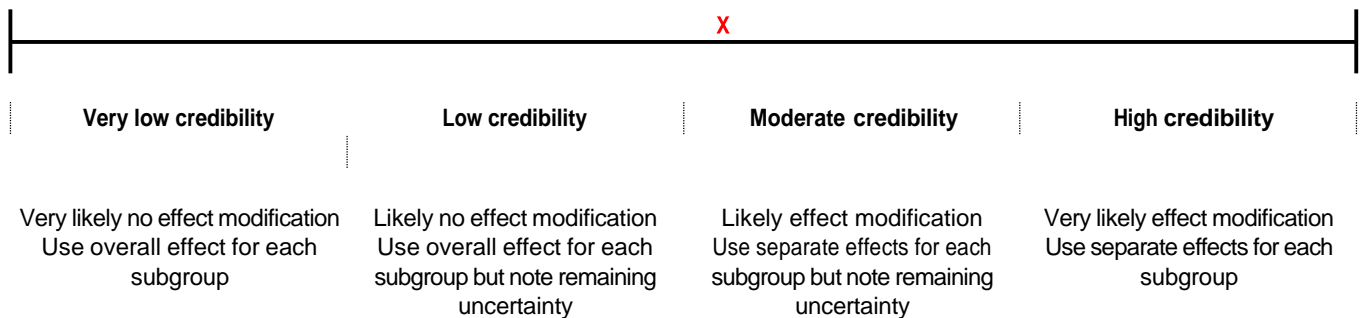 X
Very low credibility
Low credibility
Moderate credibility
High credibility
Very likely no effect modification
Use overall effect for each
subgroup
Likely no effect modification
Use overall effect for each
subgroup but note remaining
uncertainty
Likely effect modification
Use separate effects for each
subgroup but note remaining
uncertainty
Very likely effect modification
Use separate effects for each
subgroup